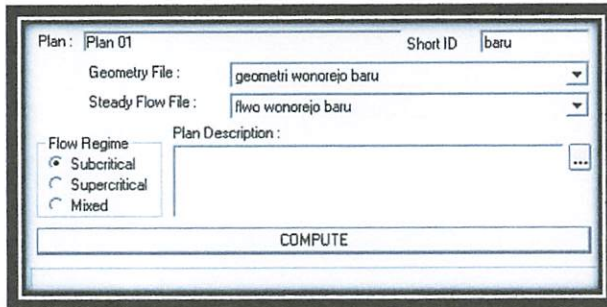 Plan : Plan 01 Short ID baru
Geometry File : geometri wonorejo baru
Steady Flow File : flwo wonorejo baru
Plan Description :
Flow Regime
Subcritical
Supercritical
Mixed
...
COMPUTE